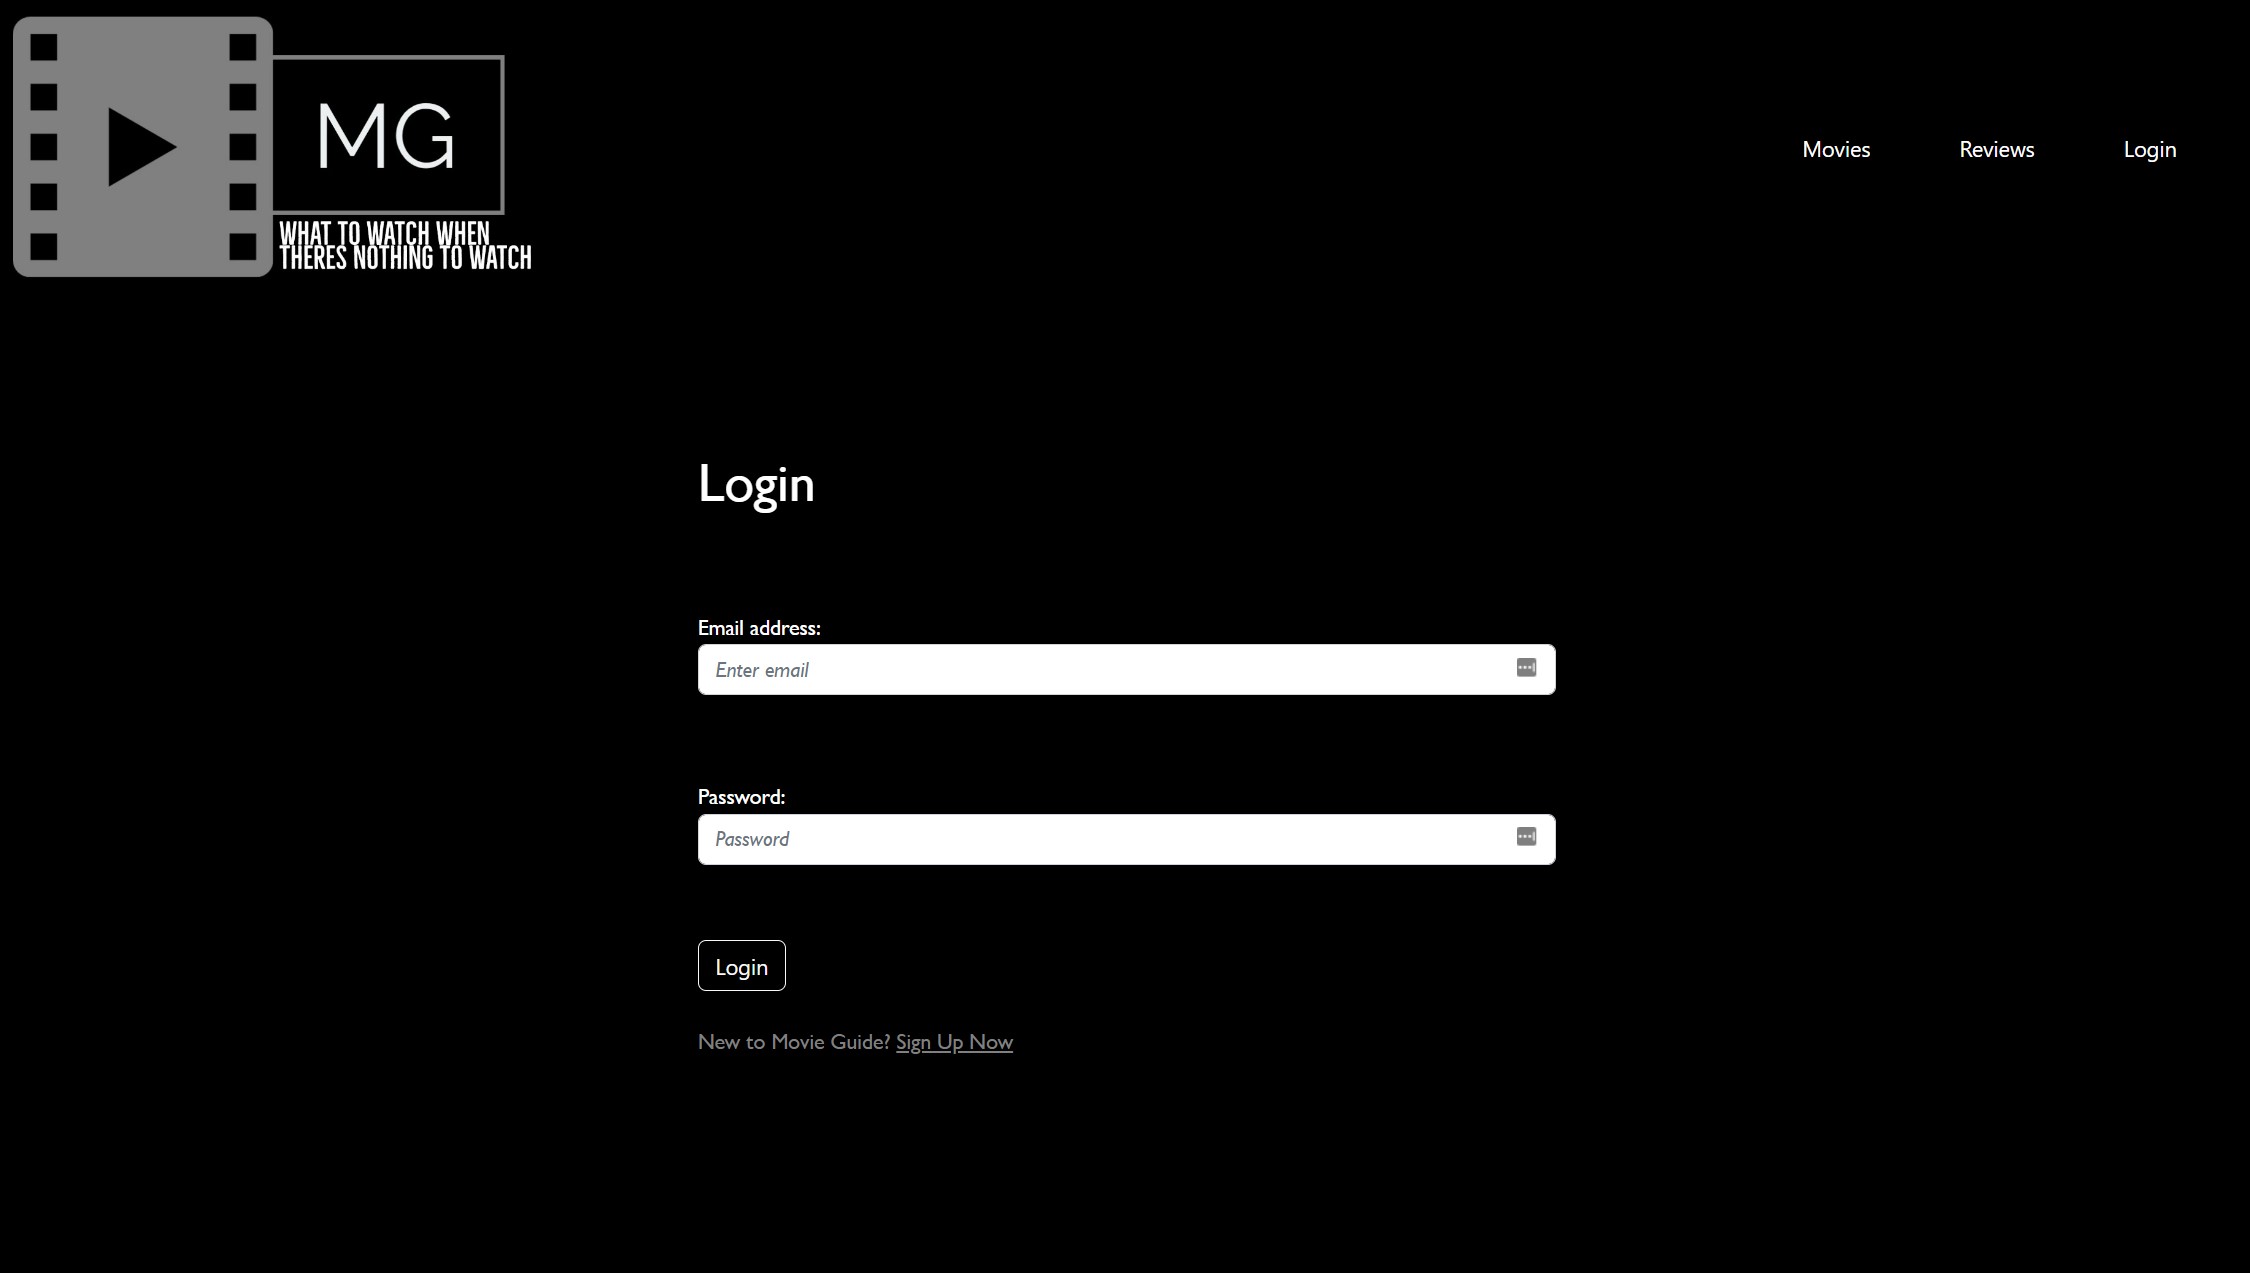 MG
WHAT TO WATCH WHEN
THERES NOTHING TO WATCH
Movies
Reviews
Login
Login
Email address:
Enter email
Password:
Password
Login
New to Movie Guide? Sign Up Now